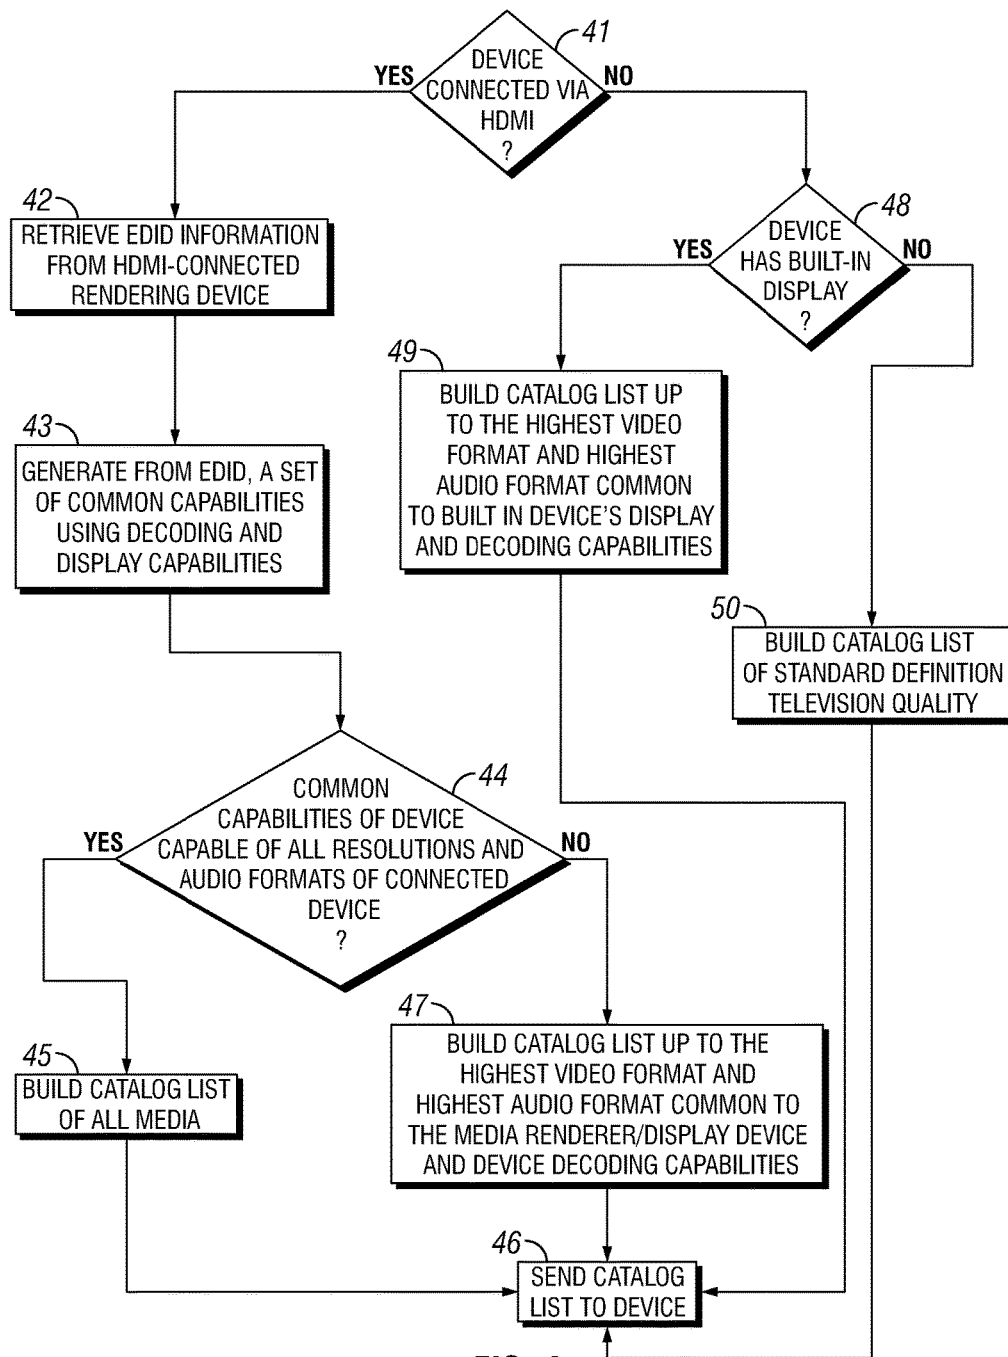 41
DEVICE
CONNECTED VIA
HDMI
?
YES
NO
42
RETRIEVE EDID INFORMATION
FROM HDMI-CONNECTED
RENDERING DEVICE
48
DEVICE
HAS BUILT-IN
DISPLAY
?
YES
NO
43
GENERATE FROM EDID, A SET
OF COMMON CAPABILITIES
USING DECODING AND
DISPLAY CAPABILITIES
49
BUILD CATALOG LIST UP
TO THE HIGHEST VIDEO
FORMAT AND HIGHEST
AUDIO FORMAT COMMON
TO BUILT IN DEVICE'S DISPLAY
AND DECODING CAPABILITIES
50
BUILD CATALOG LIST
OF STANDARD DEFINITION
TELEVISION QUALITY
44
COMMON
CAPABILITIES OF DEVICE
CAPABLE OF ALL RESOLUTIONS AND
AUDIO FORMATS OF CONNECTED
DEVICE
?
YES
NO
45
BUILD CATALOG LIST
OF ALL MEDIA
47
BUILD CATALOG LIST UP TO THE
HIGHEST VIDEO FORMAT AND
HIGHEST AUDIO FORMAT COMMON TO
THE MEDIA RENDERER/DISPLAY DEVICE
AND DEVICE DECODING CAPABILITIES
46
SEND CATALOG
LIST TO DEVICE